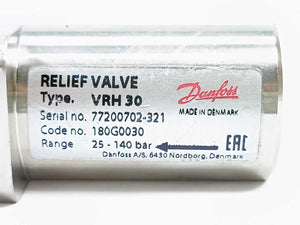 RELIEF VALVE
Type. VRH 30
Danfoss
MADE IN DENMARK
Serial no. 77200702-321
Code no. 180G0030
Range 25 - 140 bar
EAC
Danfoss A/S, 6430 Nordborg, Denmark